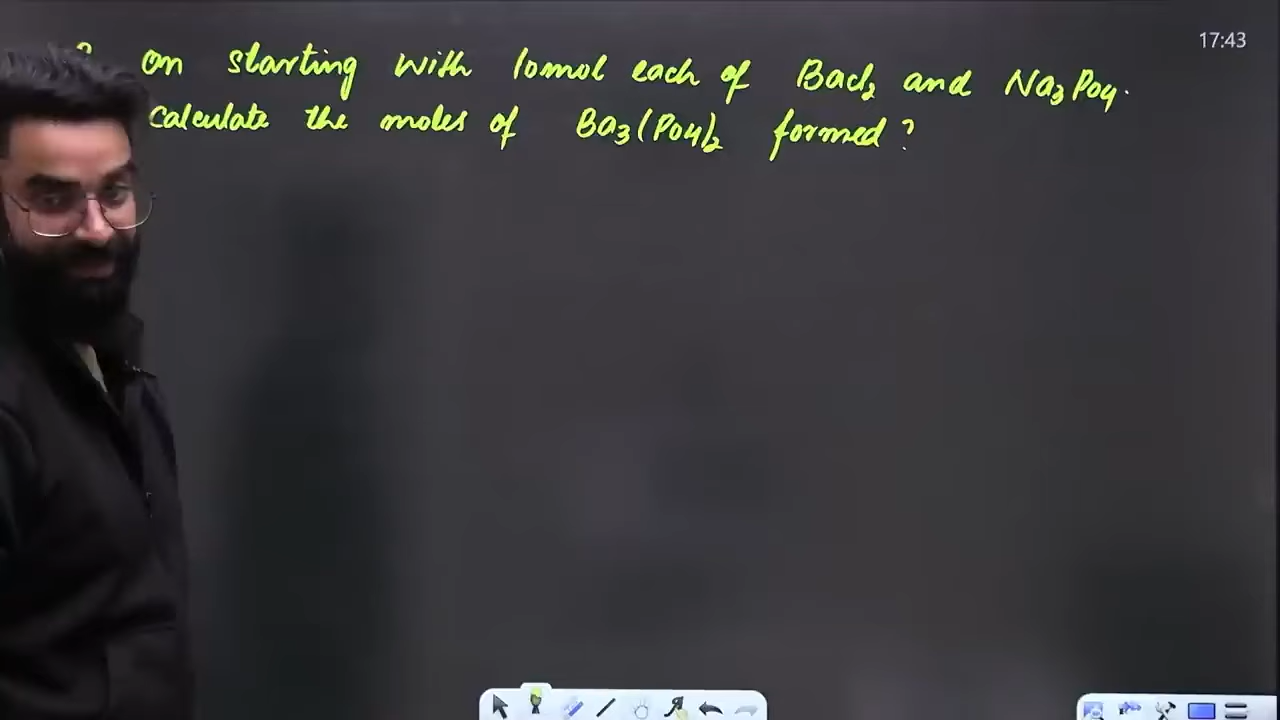 17:43
on starting with 10mol each of BaCl₂ and Na₃PO₄.
calculate the moles of Ba₃(PO₄)₂ formed?